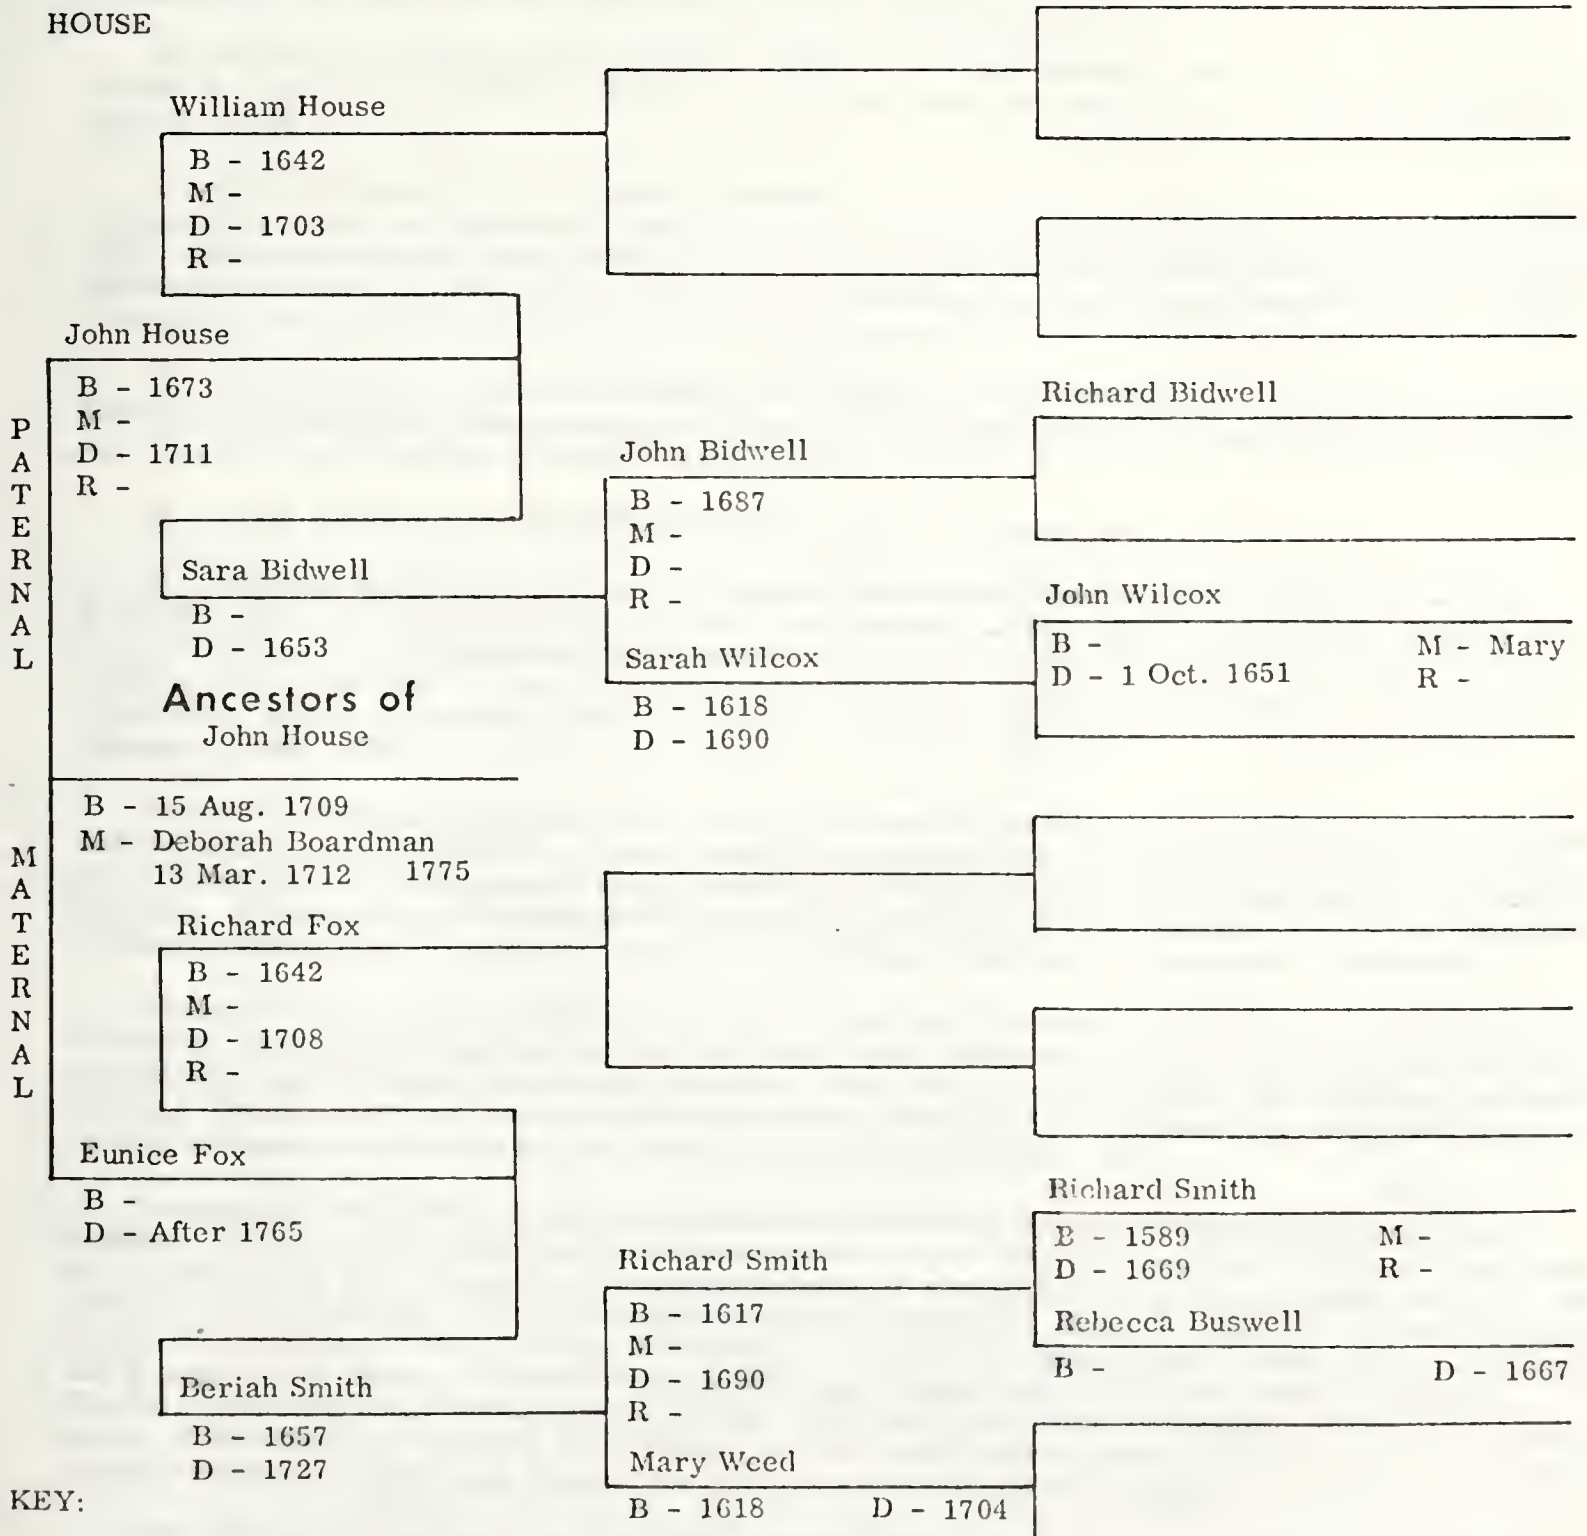 HOUSE
William House
B - 1642
M -
D - 1703
R -
John House
B - 1673
M -
D - 1711
R -
PATERNAL
Sara Bidwell
B -
D - 1653
Richard Bidwell
John Bidwell
B - 1687
M -
D -
R -
Sarah Wilcox
B - 1618
D - 1690
John Wilcox
B - M - Mary
D - 1 Oct. 1651 R -
Ancestors of
John House
B - 15 Aug. 1709
M - Deborah Boardman
13 Mar. 1712 1775
MATERNAL
Richard Fox
B - 1642
M -
D - 1708
R -
Eunice Fox
B -
D - After 1765
Beriah Smith
B - 1657
D - 1727
Richard Smith
B - 1617
M -
D - 1690
R -
Mary Weed
B - 1618 D - 1704
Richard Smith
B - 1589 M -
D - 1669 R -
Rebecca Buswell
B - D - 1667
KEY: